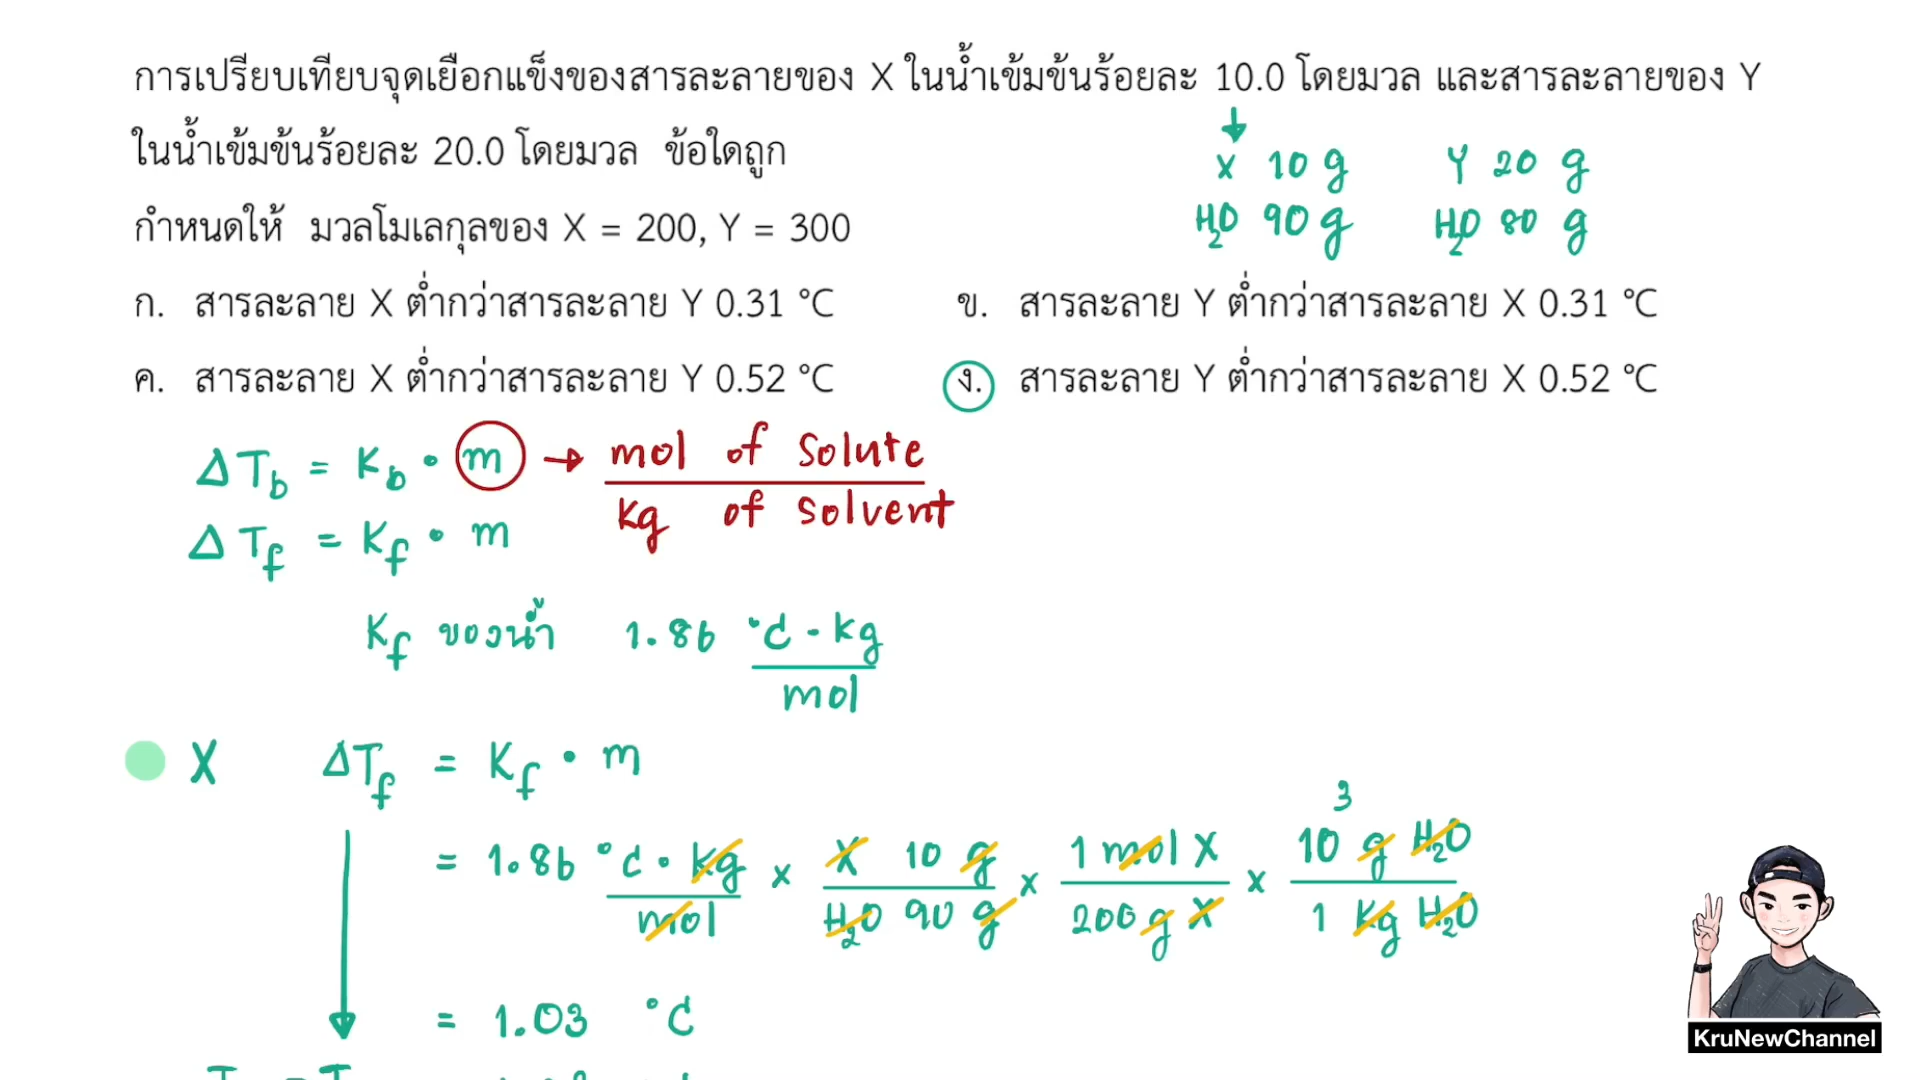 การเปรียบเทียบจุดเยือกแข็งของสารละลายของ X ในน้ำเข้มข้นร้อยละ 10.0 โดยมวล และสารละลายของ Y
ในน้ำเข้มข้นร้อยละ 20.0 โดยมวล ข้อใดถูก
X 10 g Y 20 g
กำหนดให้ มวลโมเลกุลของ X = 200, Y = 300
H₂O 90 g H₂O 80 g
ก. สารละลาย X ต่ำกว่าสารละลาย Y 0.31 °C ข. สารละลาย Y ต่ำกว่าสารละลาย X 0.31 °C
ค. สารละลาย X ต่ำกว่าสารละลาย Y 0.52 °C ง. สารละลาย Y ต่ำกว่าสารละลาย X 0.52 °C
ΔT_b = K_b · m → mol of solute
kg of solvent
ΔT_f = K_f · m
K_f ของน้ำ 1.86 °C · kg
mol
X ΔT_f = K_f · m
= 1.86 °C · kg / mol × X 10 g / H₂O 90 g × 1 mol X / 200 g X × 10³ g H₂O / 1 kg H₂O
= 1.03 °C
KruNewChannel